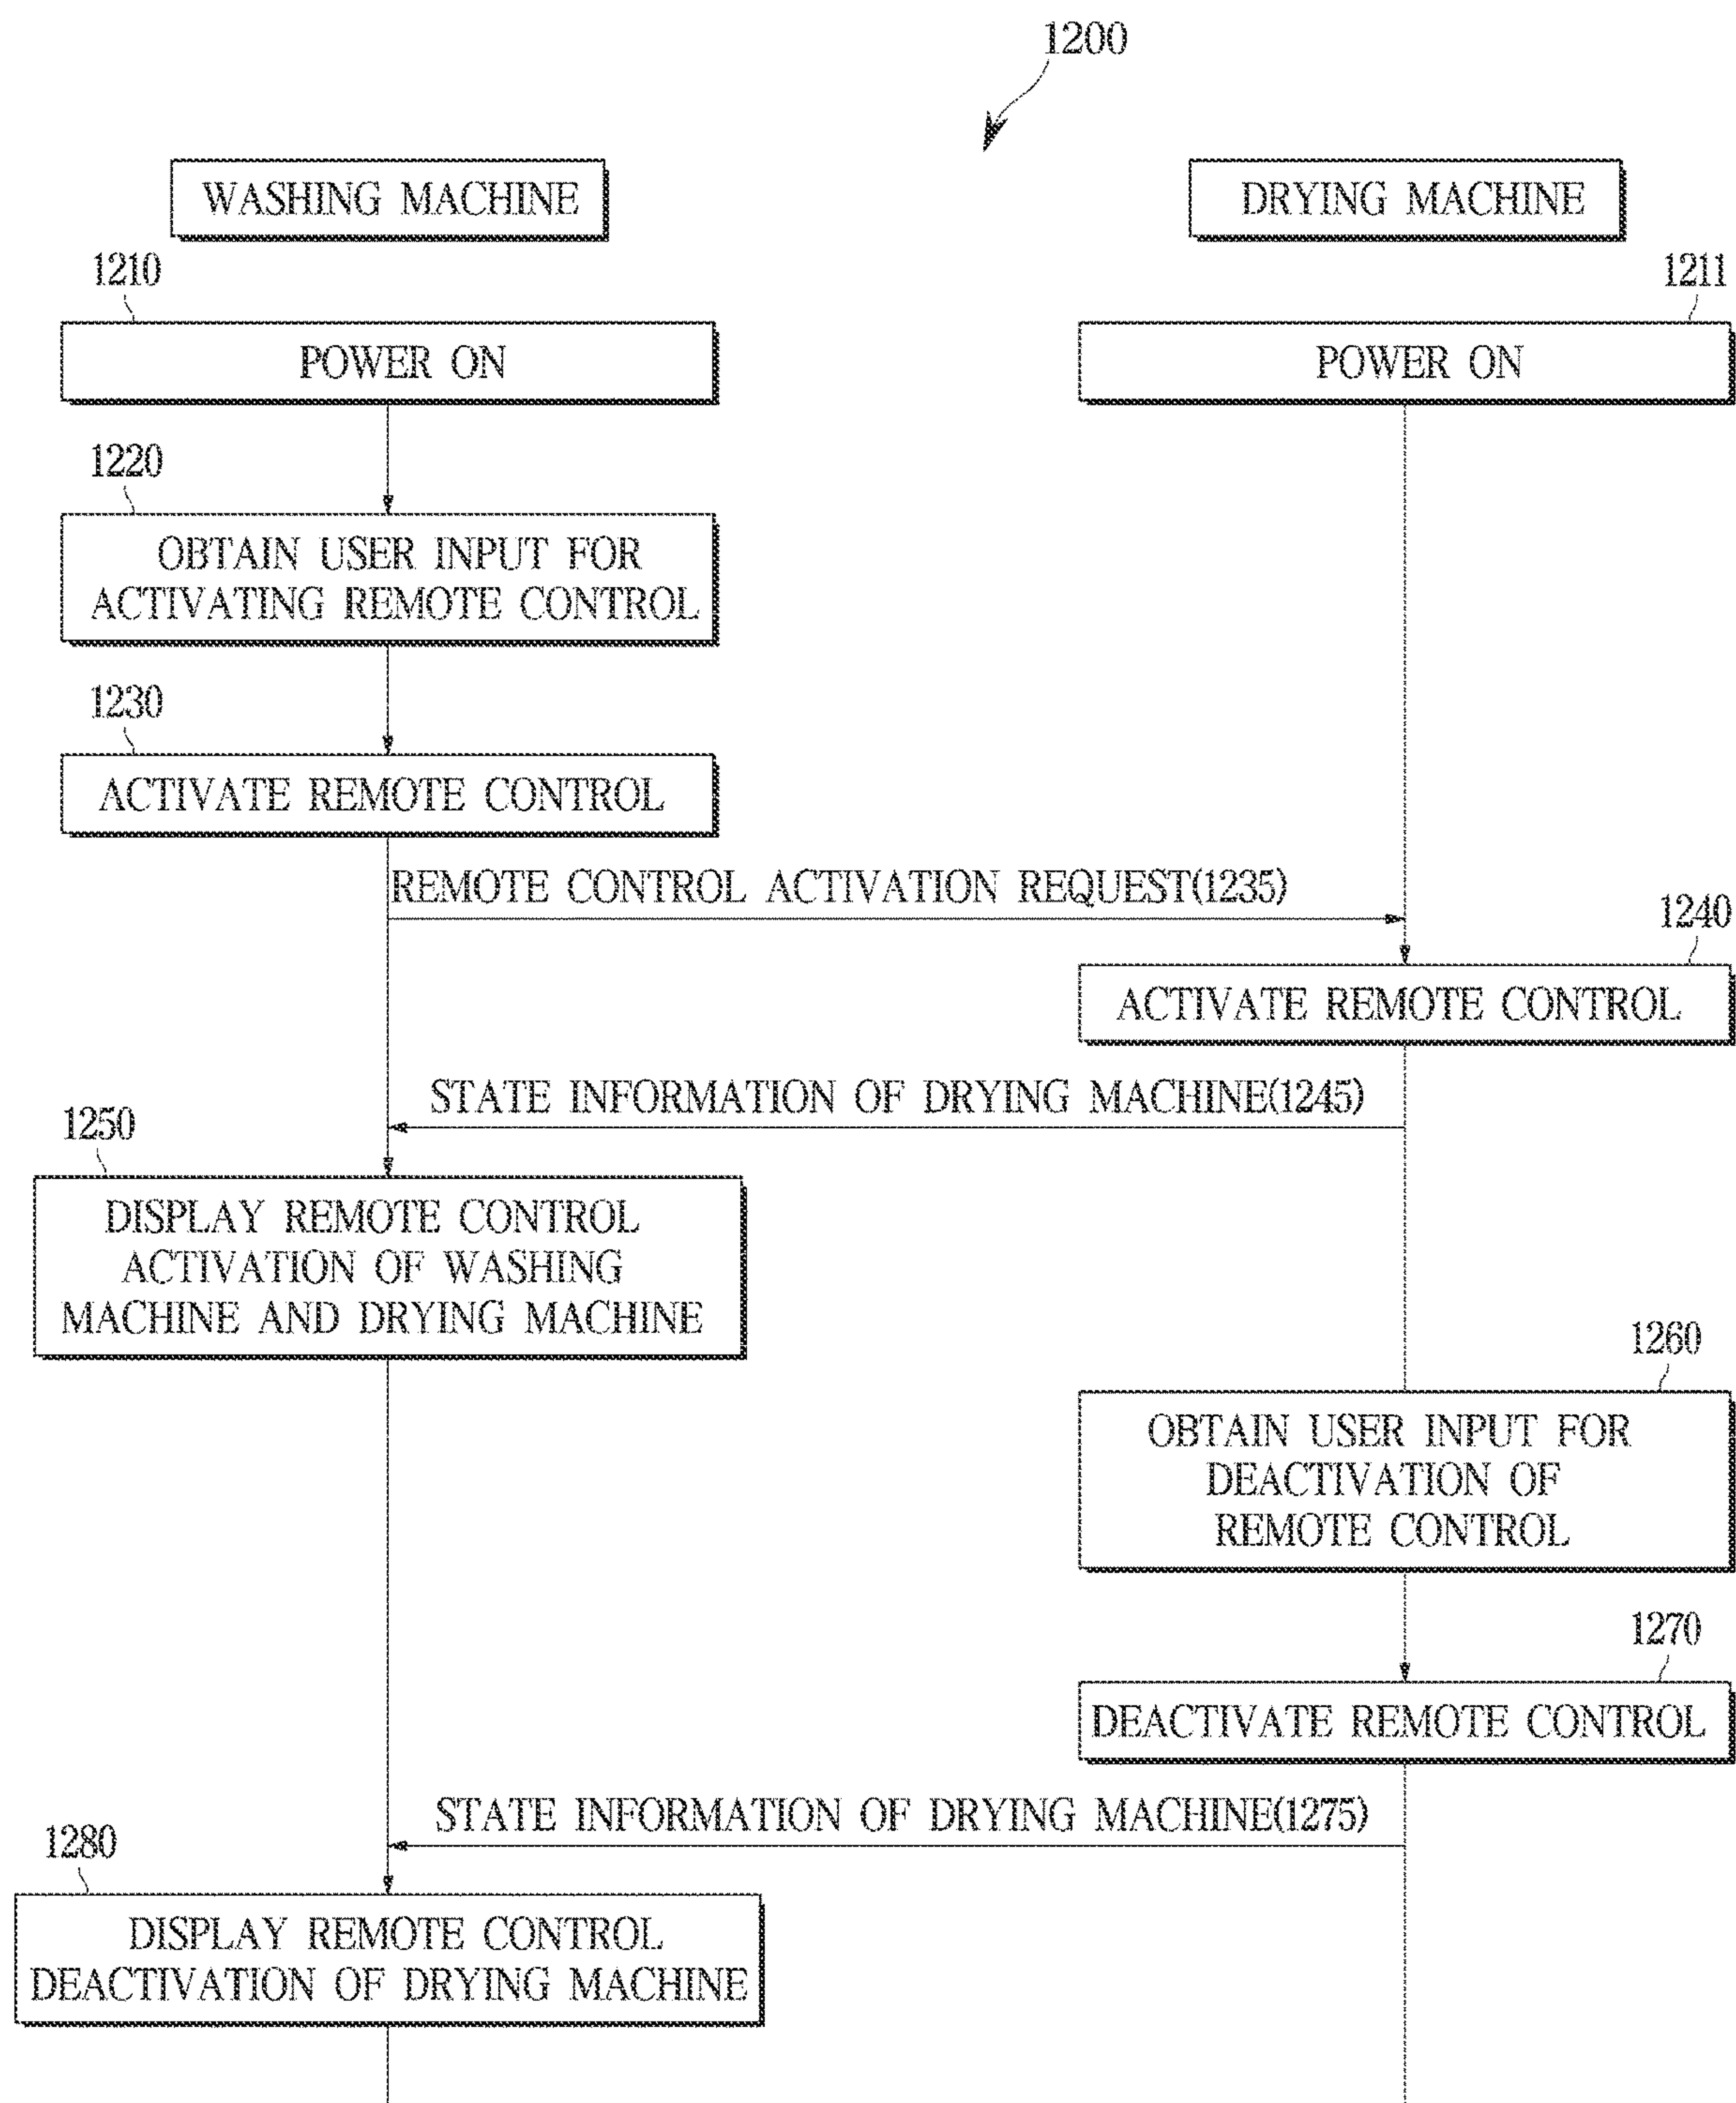 1200
WASHING MACHINE
DRYING MACHINE
1210
1211
POWER ON
POWER ON
1220
OBTAIN USER INPUT FOR
ACTIVATING REMOTE CONTROL
1230
ACTIVATE REMOTE CONTROL
REMOTE CONTROL ACTIVATION REQUEST(1235)
1240
ACTIVATE REMOTE CONTROL
STATE INFORMATION OF DRYING MACHINE(1245)
1250
DISPLAY REMOTE CONTROL
ACTIVATION OF WASHING
MACHINE AND DRYING MACHINE
1260
OBTAIN USER INPUT FOR
DEACTIVATION OF
REMOTE CONTROL
1270
DEACTIVATE REMOTE CONTROL
STATE INFORMATION OF DRYING MACHINE(1275)
1280
DISPLAY REMOTE CONTROL
DEACTIVATION OF DRYING MACHINE